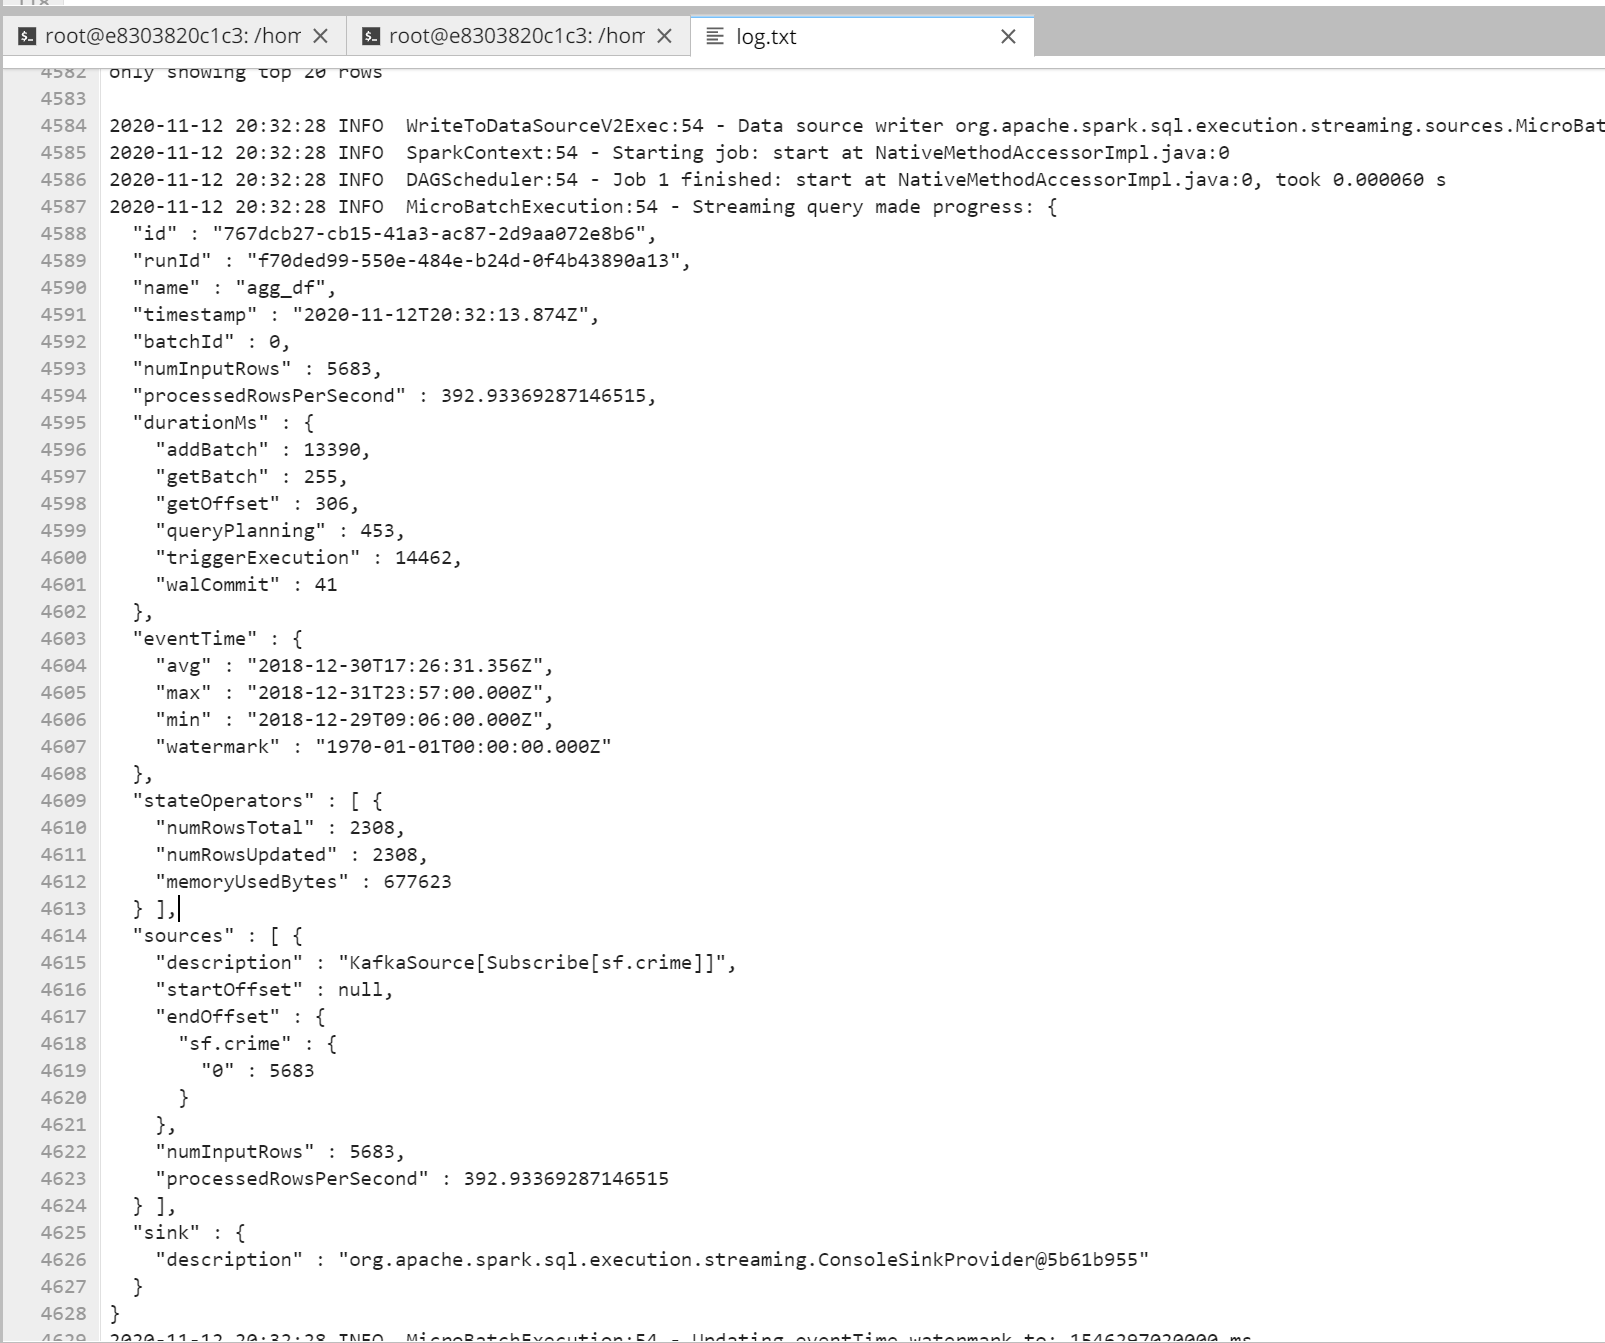 118
root@e8303820c1c3: /hom
root@e8303820c1c3: /hom
log.txt
4582 only showing top 20 rows
4583
4584 2020-11-12 20:32:28 INFO  WriteToDataSourceV2Exec:54 - Data source writer org.apache.spark.sql.execution.streaming.sources.MicroBat
4585 2020-11-12 20:32:28 INFO  SparkContext:54 - Starting job: start at NativeMethodAccessorImpl.java:0
4586 2020-11-12 20:32:28 INFO  DAGScheduler:54 - Job 1 finished: start at NativeMethodAccessorImpl.java:0, took 0.000060 s
4587 2020-11-12 20:32:28 INFO  MicroBatchExecution:54 - Streaming query made progress: {
4588   "id" : "767dcb27-cb15-41a3-ac87-2d9aa072e8b6",
4589   "runId" : "f70ded99-550e-484e-b24d-0f4b43890a13",
4590   "name" : "agg_df",
4591   "timestamp" : "2020-11-12T20:32:13.874Z",
4592   "batchId" : 0,
4593   "numInputRows" : 5683,
4594   "processedRowsPerSecond" : 392.93369287146515,
4595   "durationMs" : {
4596     "addBatch" : 13390,
4597     "getBatch" : 255,
4598     "getOffset" : 306,
4599     "queryPlanning" : 453,
4600     "triggerExecution" : 14462,
4601     "walCommit" : 41
4602   },
4603   "eventTime" : {
4604     "avg" : "2018-12-30T17:26:31.356Z",
4605     "max" : "2018-12-31T23:57:00.000Z",
4606     "min" : "2018-12-29T09:06:00.000Z",
4607     "watermark" : "1970-01-01T00:00:00.000Z"
4608   },
4609   "stateOperators" : [ {
4610     "numRowsTotal" : 2308,
4611     "numRowsUpdated" : 2308,
4612     "memoryUsedBytes" : 677623
4613   } ],
4614   "sources" : [ {
4615     "description" : "KafkaSource[Subscribe[sf.crime]]",
4616     "startOffset" : null,
4617     "endOffset" : {
4618       "sf.crime" : {
4619         "0" : 5683
4620       }
4621     },
4622     "numInputRows" : 5683,
4623     "processedRowsPerSecond" : 392.93369287146515
4624   } ],
4625   "sink" : {
4626     "description" : "org.apache.spark.sql.execution.streaming.ConsoleSinkProvider@5b61b955"
4627   }
4628 }
4629 2020-11-12 20:32:28 INFO  MicroBatchExecution:54 - Updating eventTime watermark to: 1546297020000 ms